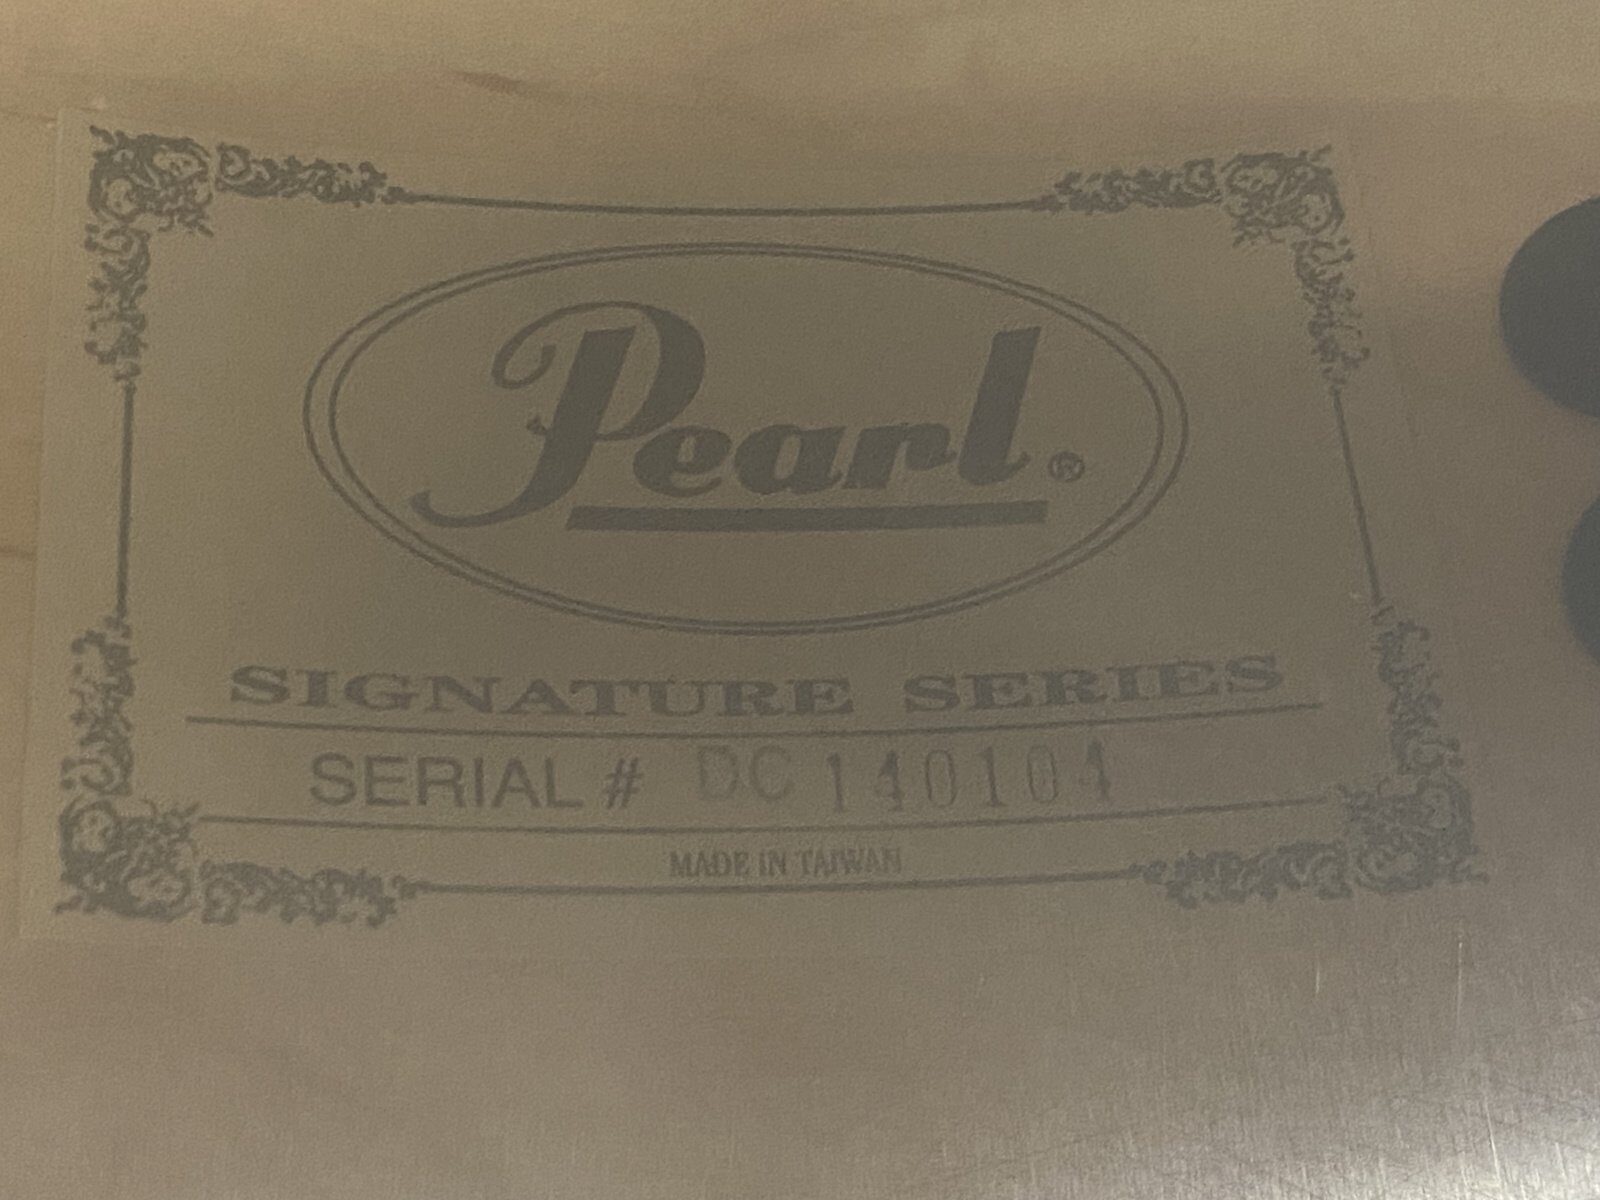 Pearl®
SIGNATURE SERIES
SERIAL # DC 140104
MADE IN TAIWAN